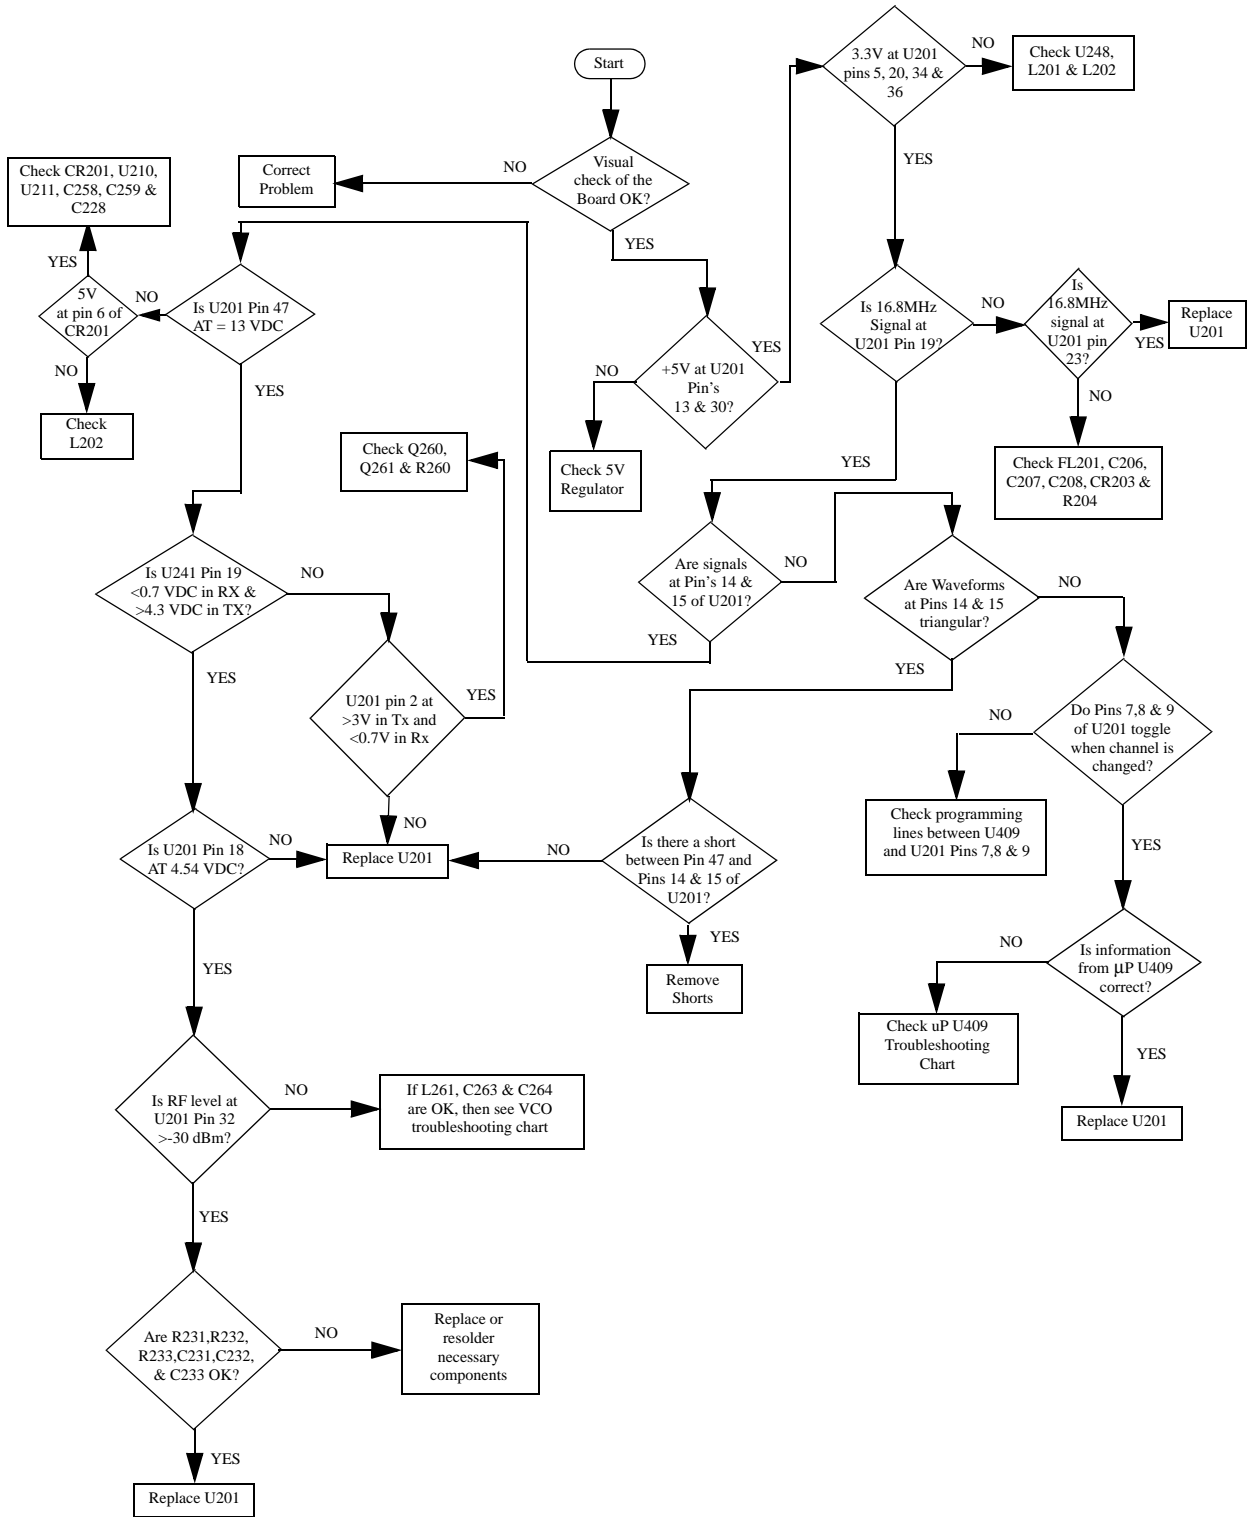 Start
Visual
check of the
Board OK?
NO
Correct
Problem
YES
+5V at U201
Pin's
13 & 30?
NO
Check 5V
Regulator
YES
3.3V at U201
pins 5, 20, 34 &
36
NO
Check U248,
L201 & L202
YES
Is 16.8MHz
Signal at
U201 Pin 19?
NO
Is
16.8MHz
signal at
U201 pin
23?
YES
Replace
U201
NO
Check FL201, C206,
C207, C208, CR203 &
R204
YES
Are signals
at Pin's 14 &
15 of U201?
NO
Are Waveforms
at Pins 14 & 15
triangular?
NO
Do Pins 7,8 & 9
of U201 toggle
when channel is
changed?
NO
Check programming
lines between U409
and U201 Pins 7,8 & 9
YES
Is information
from µP U409
correct?
NO
Check uP U409
Troubleshooting
Chart
YES
Replace U201
YES
Is there a short
between Pin 47 and
Pins 14 & 15 of
U201?
NO
YES
Remove
Shorts
YES
Is U201 Pin 47
AT = 13 VDC
NO
5V
at pin 6 of
CR201
YES
Check CR201, U210,
U211, C258, C259 &
C228
NO
Check
L202
YES
Is U241 Pin 19
<0.7 VDC in RX &
>4.3 VDC in TX?
NO
U201 pin 2 at
>3V in Tx and
<0.7V in Rx
YES
Check Q260,
Q261 & R260
NO
Replace U201
YES
Is U201 Pin 18
AT 4.54 VDC?
NO
YES
Is RF level at
U201 Pin 32
>-30 dBm?
NO
If L261, C263 & C264
are OK, then see VCO
troubleshooting chart
YES
Are R231,R232,
R233,C231,C232,
& C233 OK?
NO
Replace or
resolder
necessary
components
YES
Replace U201